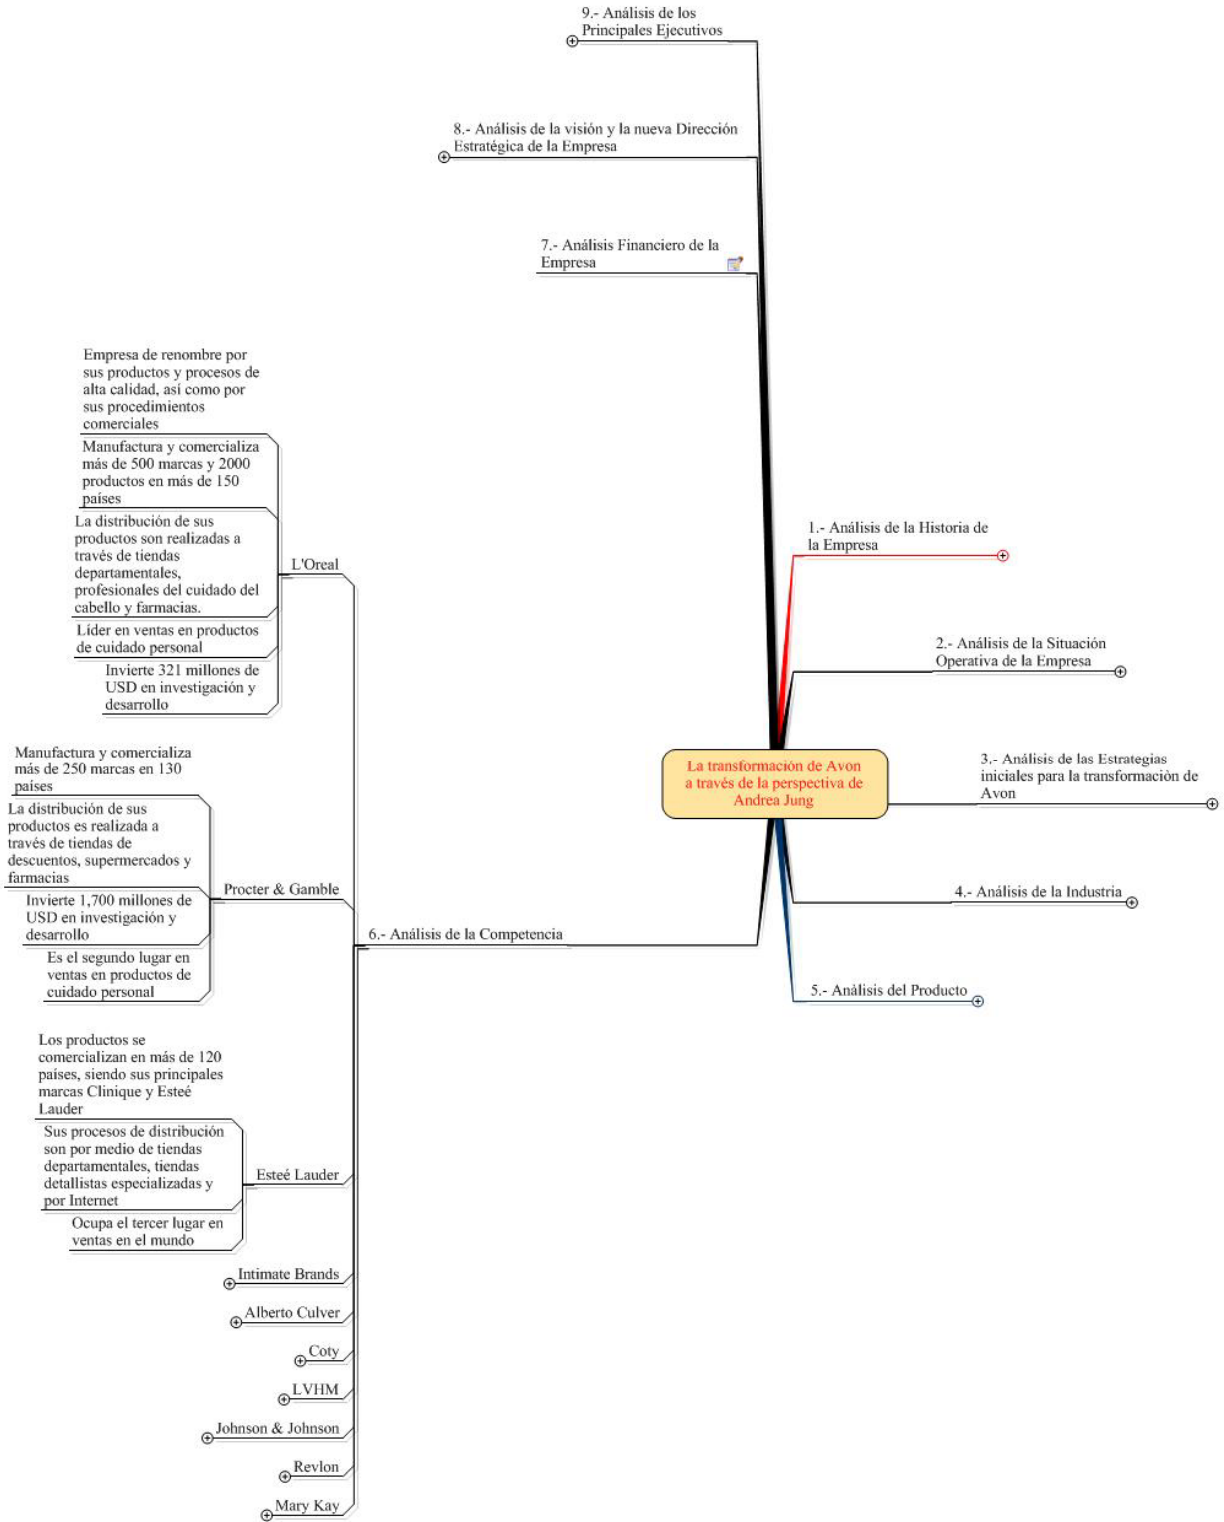 9.- Análisis de los
Principales Ejecutivos
8.- Análisis de la visión y la nueva Dirección
Estratégica de la Empresa
7.- Análisis Financiero de la
Empresa
Empresa de renombre por
sus productos y procesos de
alta calidad, así como por
sus procedimientos
comerciales
Manufactura y comercializa
más de 500 marcas y 2000
productos en más de 150
países
La distribución de sus
productos son realizadas a
través de tiendas
departamentales,
profesionales del cuidado del
cabello y farmacias.
Líder en ventas en productos
de cuidado personal
Invierte 321 millones de
USD en investigación y
desarrollo
L'Oreal
1.- Análisis de la Historia de
la Empresa
2.- Análisis de la Situación
Operativa de la Empresa
La transformación de Avon
a través de la perspectiva de
Andrea Jung
3.- Análisis de las Estrategias
iniciales para la transformación de
Avon
4.- Análisis de la Industria
5.- Análisis del Producto
6.- Análisis de la Competencia
Manufactura y comercializa
más de 250 marcas en 130
países
La distribución de sus
productos es realizada a
través de tiendas de
descuentos, supermercados y
farmacias
Invierte 1,700 millones de
USD en investigación y
desarrollo
Es el segundo lugar en
ventas en productos de
cuidado personal
Procter & Gamble
Los productos se
comercializan en más de 120
países, siendo sus principales
marcas Clinique y Esteé
Lauder
Sus procesos de distribución
son por medio de tiendas
departamentales, tiendas
detallistas especializadas y
por Internet
Ocupa el tercer lugar en
ventas en el mundo
Esteé Lauder
Intimate Brands
Alberto Culver
Coty
LVHM
Johnson & Johnson
Revlon
Mary Kay